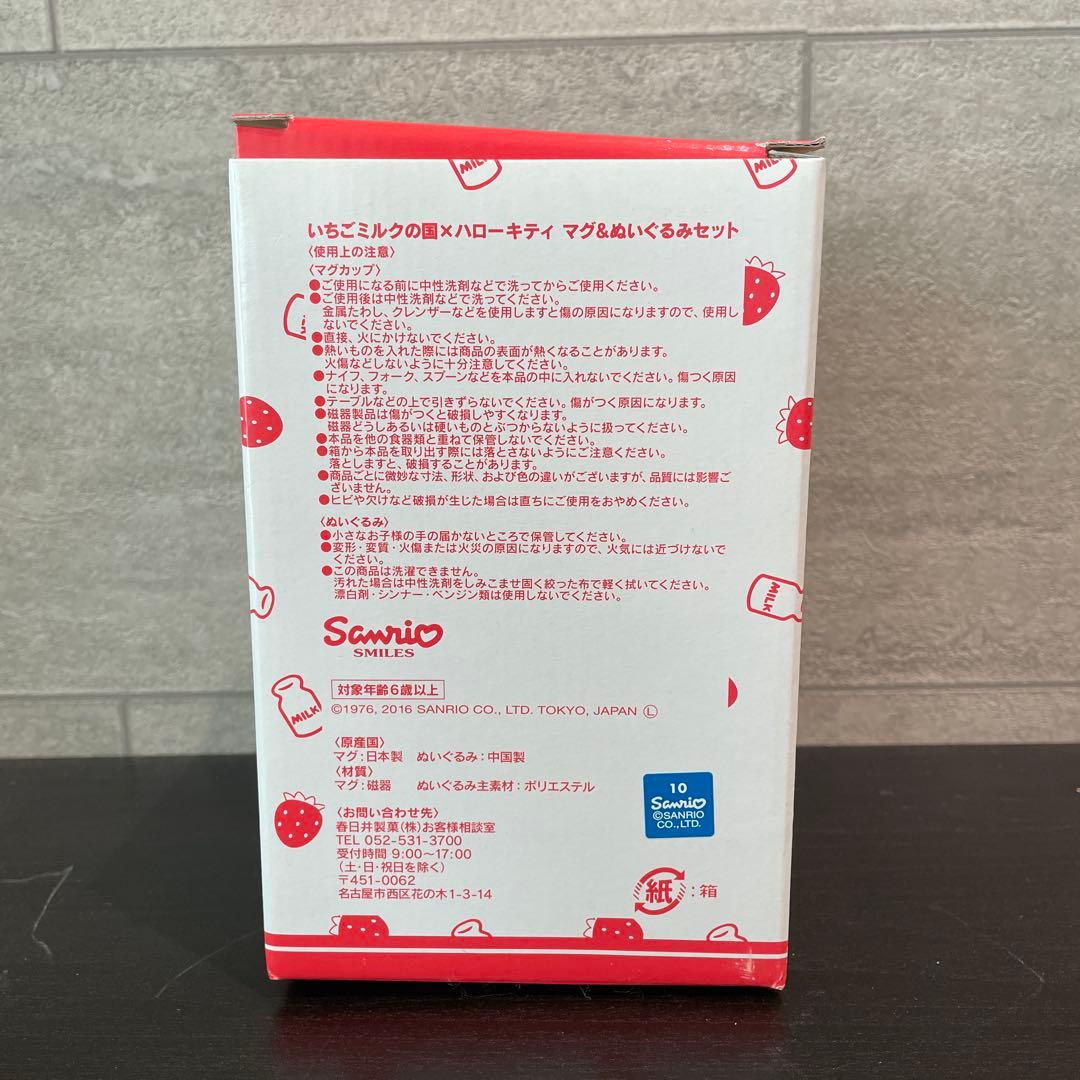 MILK
MILK
いちごミルクの国×ハローキティ マグ&ぬいぐるみセット
〈使用上の注意〉
〈マグカップ〉
●ご使用になる前に中性洗剤などで洗ってからご使用ください。
●ご使用後は中性洗剤などで洗ってください。
金属たわし、クレンザーなどを使用しますと傷の原因になりますので、使用し
ないでください。
●直接、火にかけないでください。
●熱いものを入れた際には商品の表面が熱くなることがあります。
火傷などしないように十分注意してください。
●ナイフ、フォーク、スプーンなどを本品の中に入れないでください。傷つく原因
になります。
●テーブルなどの上で引きずらないでください。傷がつく原因になります。
●磁器製品は傷がつくと破損しやすくなります。
磁器どうしあるいは硬いものとぶつからないように扱ってください。
●本品を他の食器類と重ねて保管しないでください。
●箱から本品を取り出す際には落とさないようにご注意ください。
落としますと、破損することがあります。
●商品ごとに微妙な寸法、形状、および色の違いがございますが、品質には影響ご
ざいません。
●ヒビや欠けなど破損が生じた場合は直ちにご使用をおやめください。
〈ぬいぐるみ〉
●小さなお子様の手の届かないところで保管してください。
●変形・変質・火傷または火災の原因になりますので、火気には近づけないで
ください。
●この商品は洗濯できません。
汚れた場合は中性洗剤をしみこませ固く絞った布で軽く拭いてください。
漂白剤・シンナー・ベンジン類は使用しないでください。
MILK
Sanrio
SMILES
対象年齢6歳以上
MILK
©1976, 2016 SANRIO CO., LTD. TOKYO, JAPAN Ⓛ
〈原産国〉
マグ：日本製 ぬいぐるみ：中国製
〈材質〉
マグ：磁器 ぬいぐるみ主素材：ポリエステル
10
Sanrio
©SANRIO
CO.,LTD.
〈お問い合わせ先〉
春日井製菓(株)お客様相談室
TEL 052-531-3700
受付時間 9:00～17:00
(土・日・祝日を除く)
〒451-0062
名古屋市西区花の木1-3-14
紙：箱